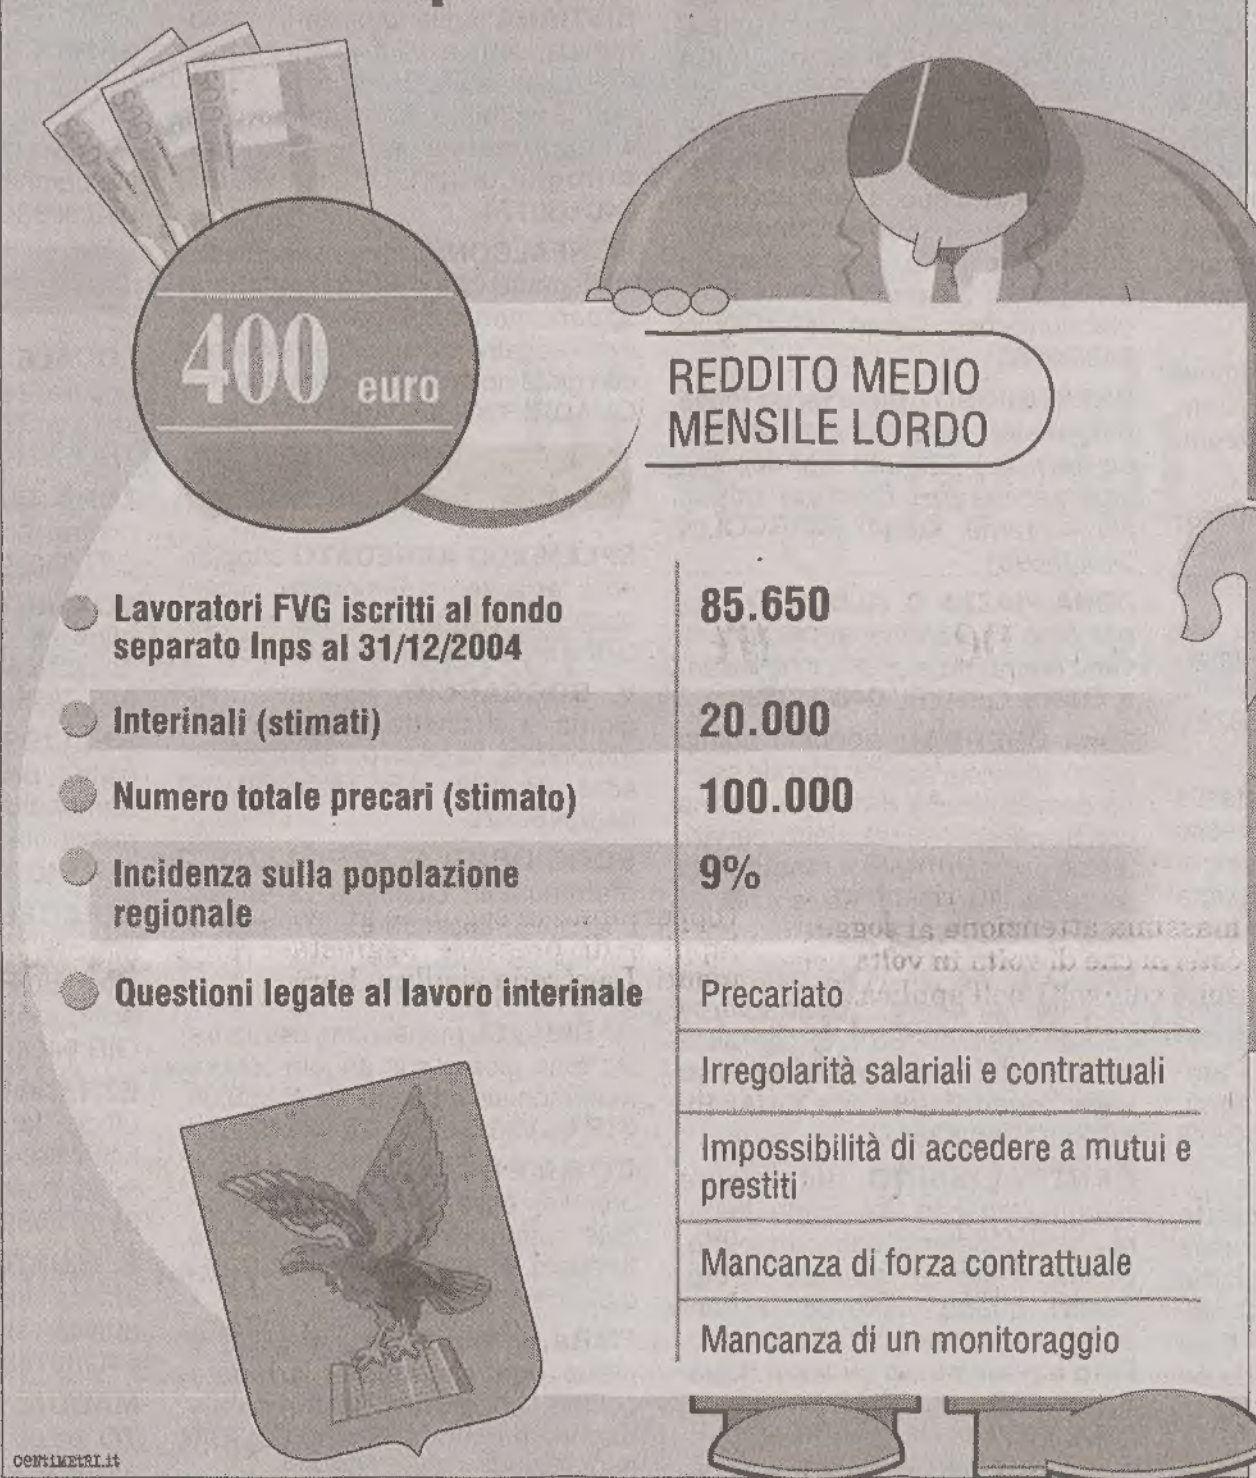 500
500
500
400 euro
REDDITO MEDIO
MENSILE LORDO
Lavoratori FVG iscritti al fondo
separato Inps al 31/12/2004
85.650
Interinali (stimati)
20.000
Numero totale precari (stimato)
100.000
Incidenza sulla popolazione
regionale
9%
Questioni legate al lavoro interinale
Precariato
Irregolarità salariali e contrattuali
Impossibilità di accedere a mutui e
prestiti
Mancanza di forza contrattuale
Mancanza di un monitoraggio
CENTIMETRI.it